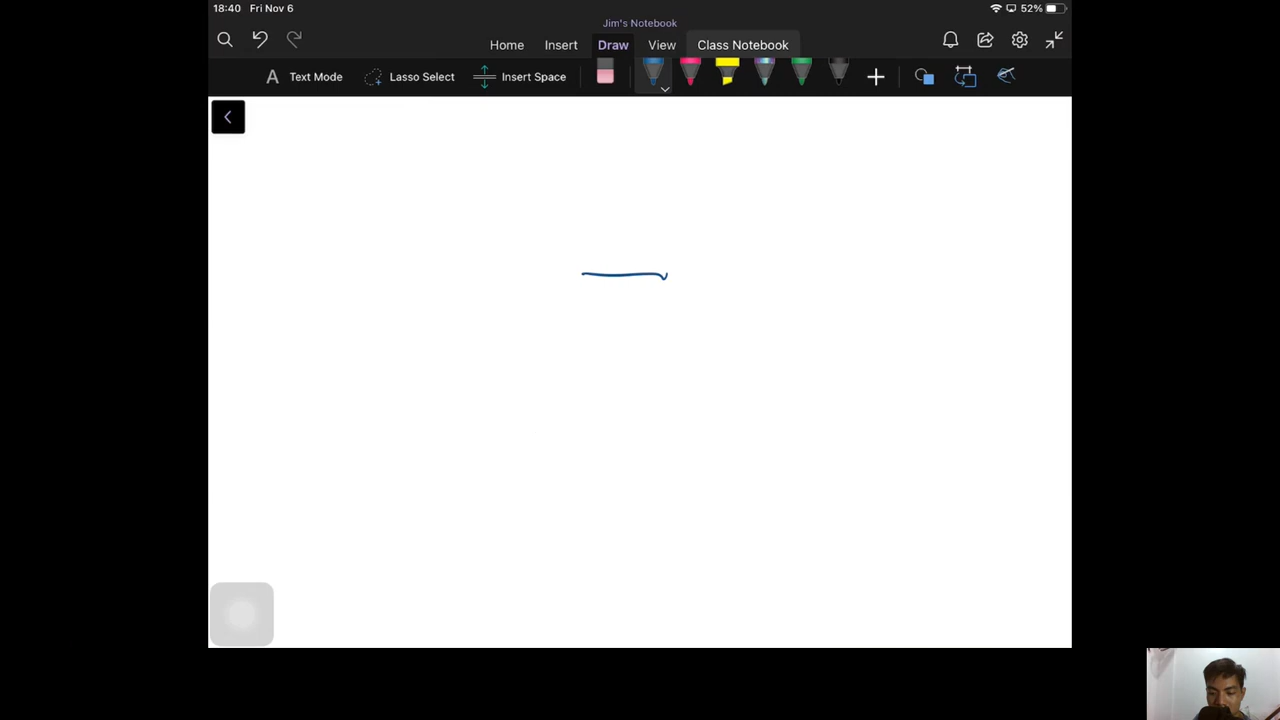 18:40 Fri Nov 6 52%
Jim's Notebook
Home Insert Draw View Class Notebook
A Text Mode Lasso Select Insert Space